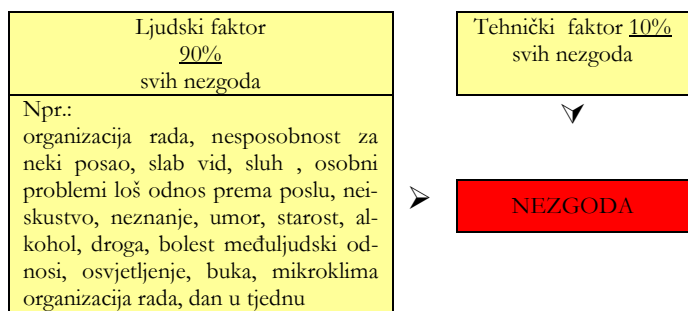 Ljudski faktor
90%
svih nezgoda
Npr.:
organizacija rada, nesposobnost za
neki posao, slab vid, sluh , osobni
problemi loš odnos prema poslu, nei-
skustvo, neznanje, umor, starost, al-
kohol, droga, bolest međuljudski od-
nosi, osvjetljenje, buka, mikroklima
organizacija rada, dan u tjednu
Tehnički faktor 10%
svih nezgoda
NEZGODA